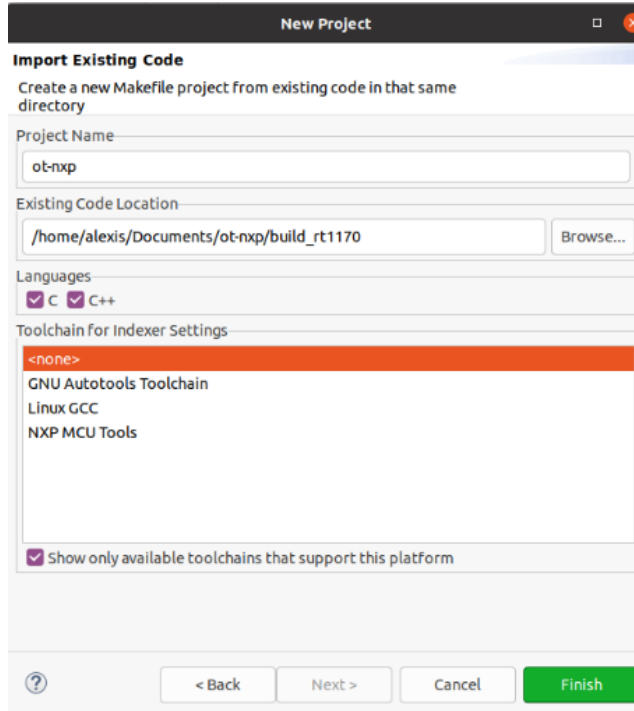 New Project
Import Existing Code
Create a new Makefile project from existing code in that same
directory
Project Name
ot-nxp
Existing Code Location
/home/alexis/Documents/ot-nxp/build_rt1170
Browse...
Languages
C C++
Toolchain for Indexer Settings
<none>
GNU Autotools Toolchain
Linux GCC
NXP MCU Tools
Show only available toolchains that support this platform
?
< Back Next > Cancel Finish